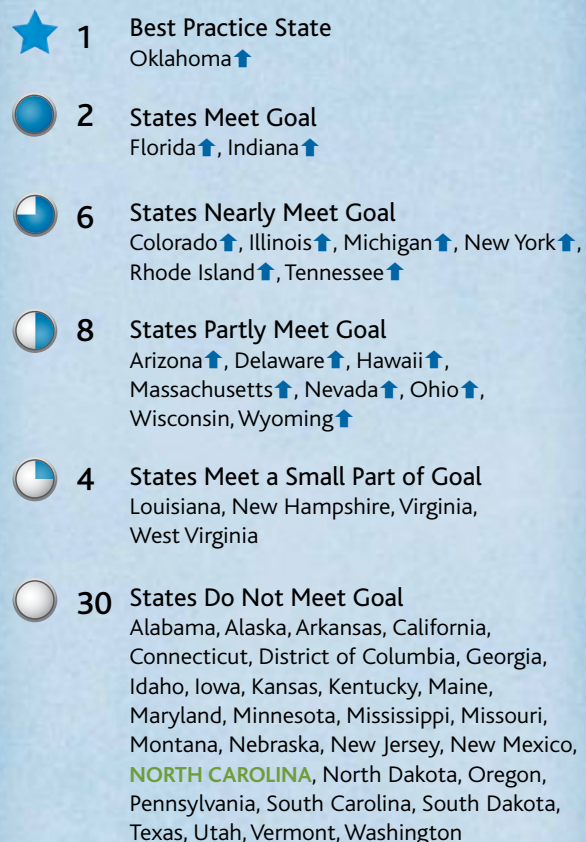 1 Best Practice State
Oklahoma⬆
2 States Meet Goal
Florida⬆, Indiana⬆
6 States Nearly Meet Goal
Colorado⬆, Illinois⬆, Michigan⬆, New York⬆,
Rhode Island⬆, Tennessee⬆
8 States Partly Meet Goal
Arizona⬆, Delaware⬆, Hawaii⬆,
Massachusetts⬆, Nevada⬆, Ohio⬆,
Wisconsin, Wyoming⬆
4 States Meet a Small Part of Goal
Louisiana, New Hampshire, Virginia,
West Virginia
30 States Do Not Meet Goal
Alabama, Alaska, Arkansas, California,
Connecticut, District of Columbia, Georgia,
Idaho, Iowa, Kansas, Kentucky, Maine,
Maryland, Minnesota, Mississippi, Missouri,
Montana, Nebraska, New Jersey, New Mexico,
NORTH CAROLINA, North Dakota, Oregon,
Pennsylvania, South Carolina, South Dakota,
Texas, Utah, Vermont, Washington